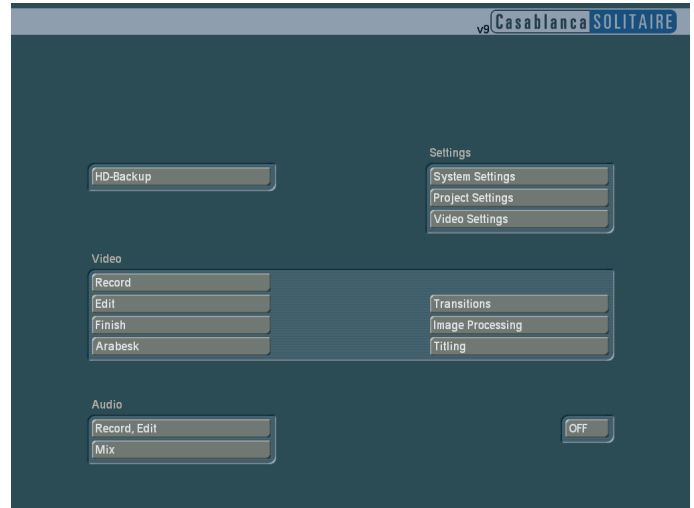 v9 Casablanca SOLITAIRE
Settings
HD-Backup
System Settings
Project Settings
Video Settings
Video
Record
Edit
Transitions
Finish
Image Processing
Arabesk
Titling
Audio
Record, Edit
OFF
Mix